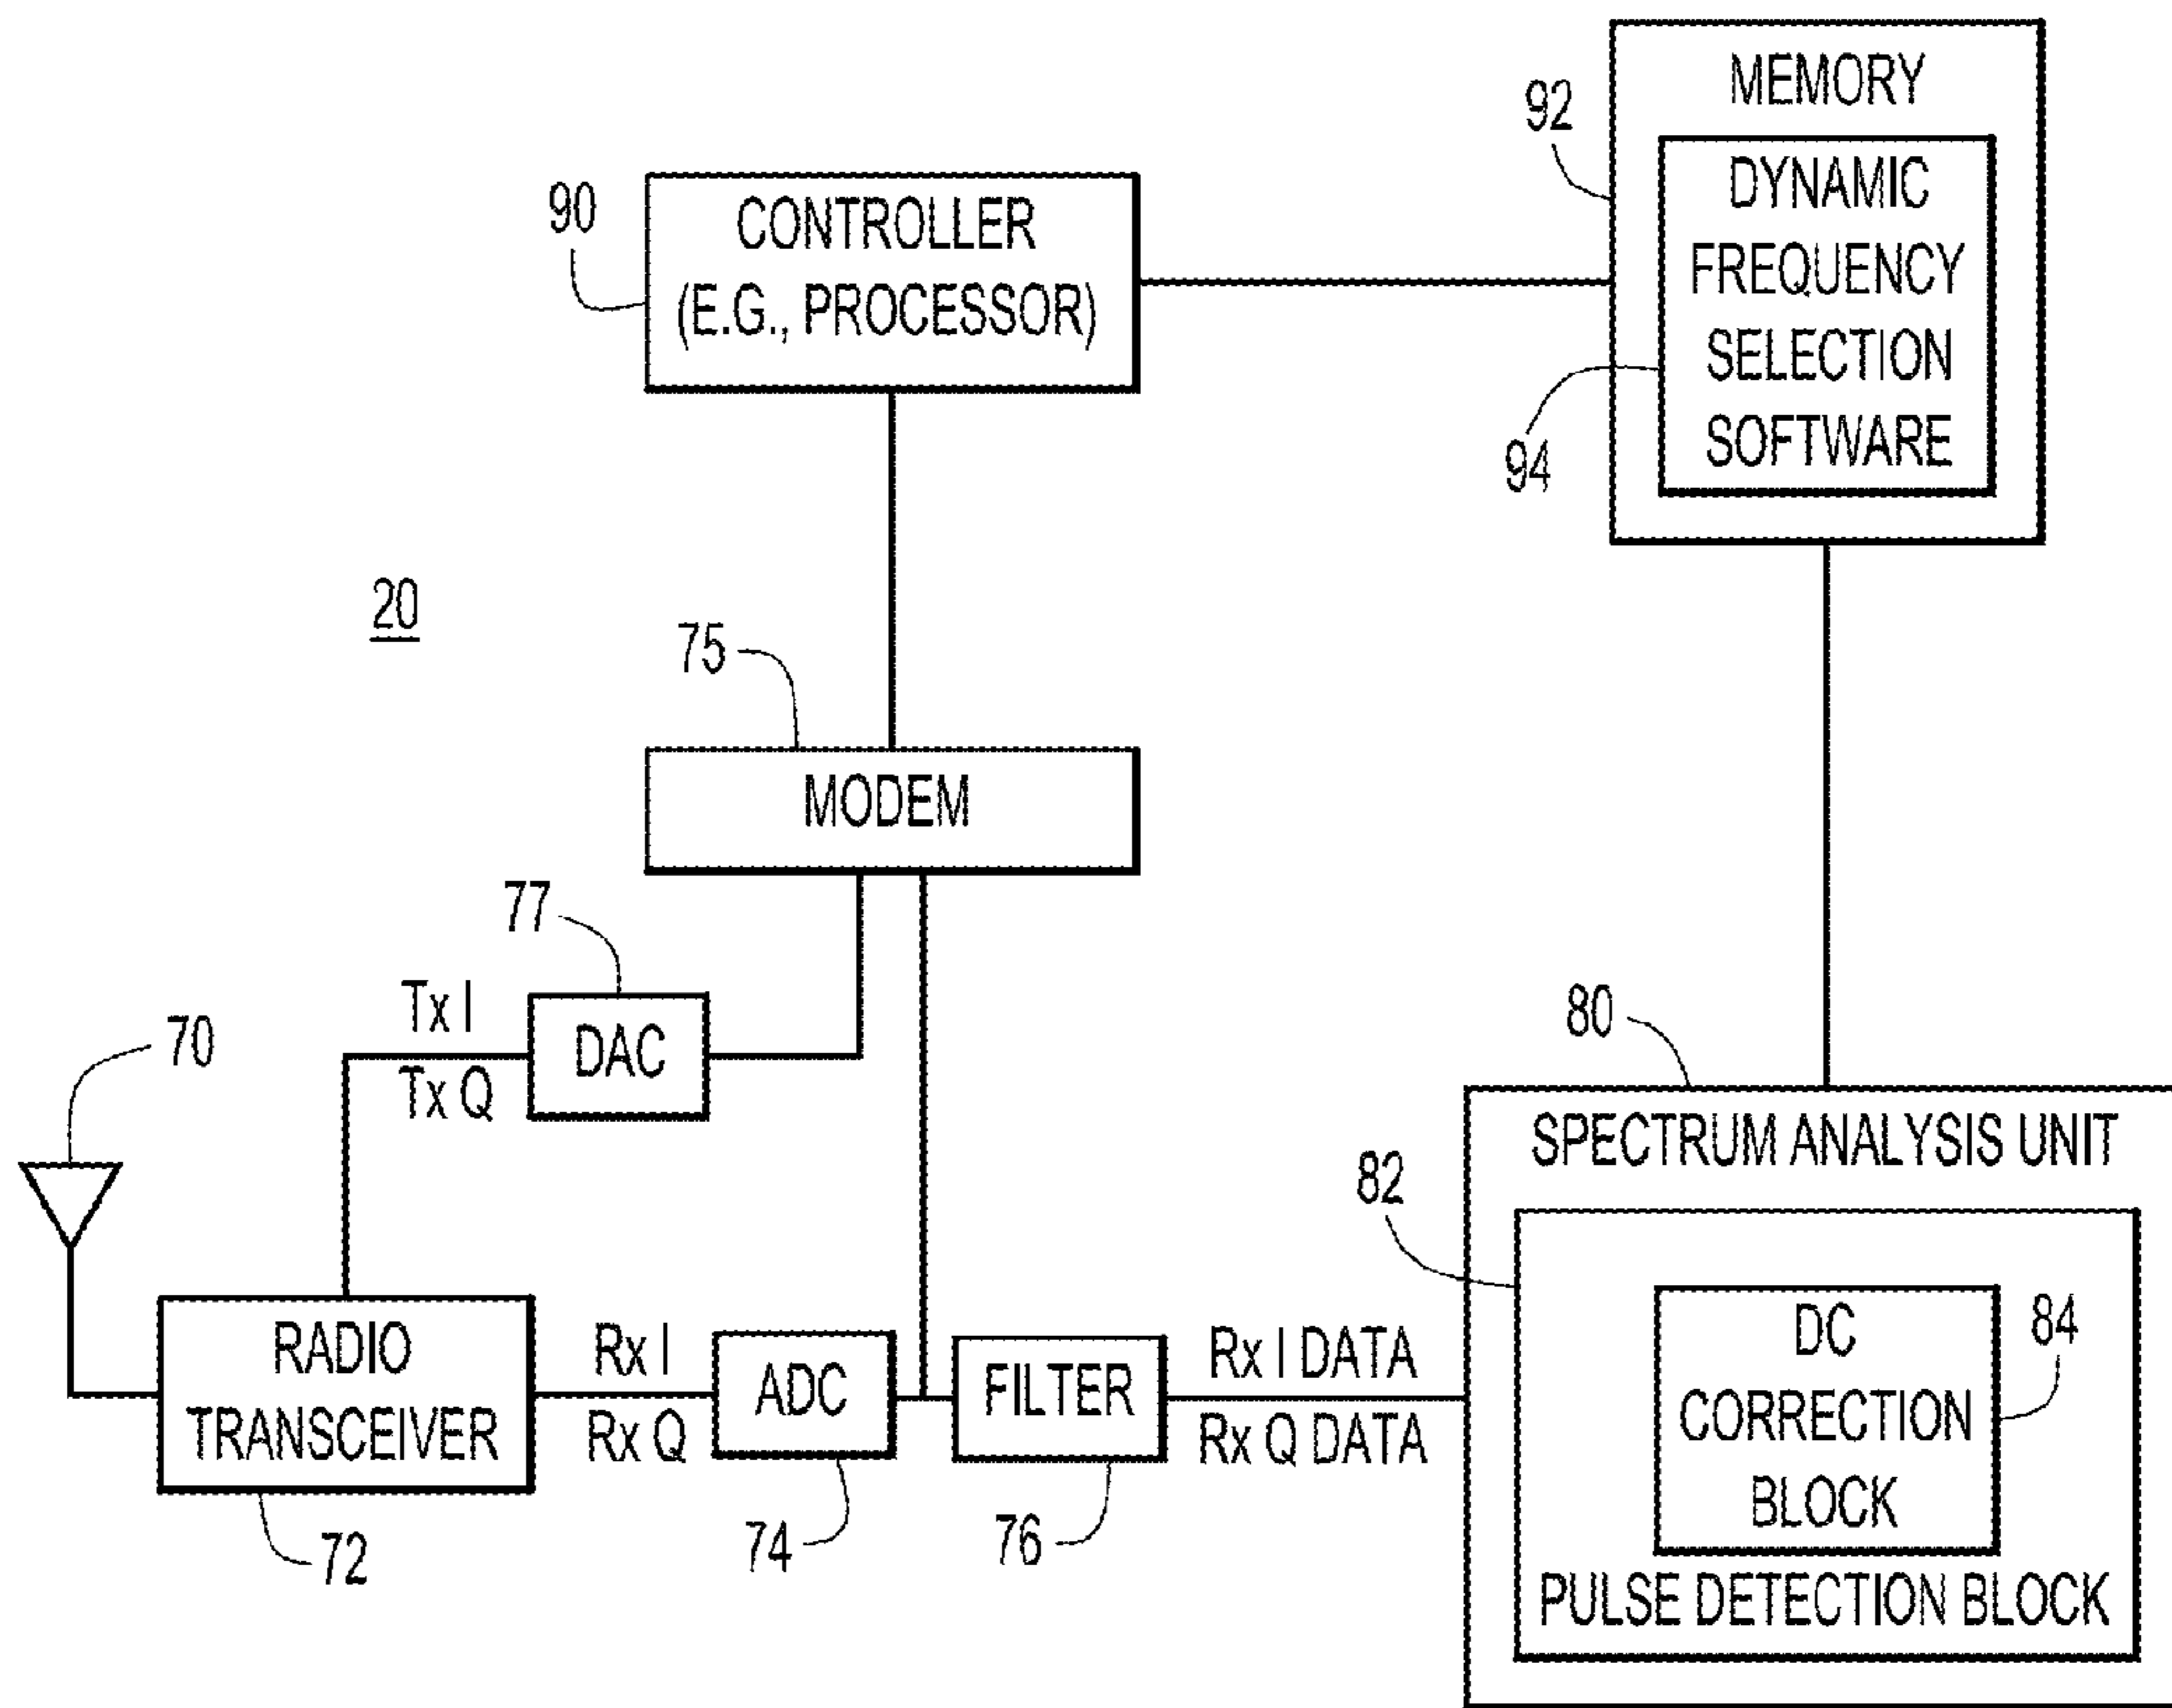 MEMORY
92
DYNAMIC
FREQUENCY
SELECTION
SOFTWARE
94
90
CONTROLLER
(E.G., PROCESSOR)
20
75
MODEM
77
Tx I
Tx Q
DAC
70
RADIO
TRANSCEIVER
72
Rx I
Rx Q
ADC
74
FILTER
76
Rx I DATA
Rx Q DATA
80
SPECTRUM ANALYSIS UNIT
82
DC
CORRECTION
BLOCK
84
PULSE DETECTION BLOCK